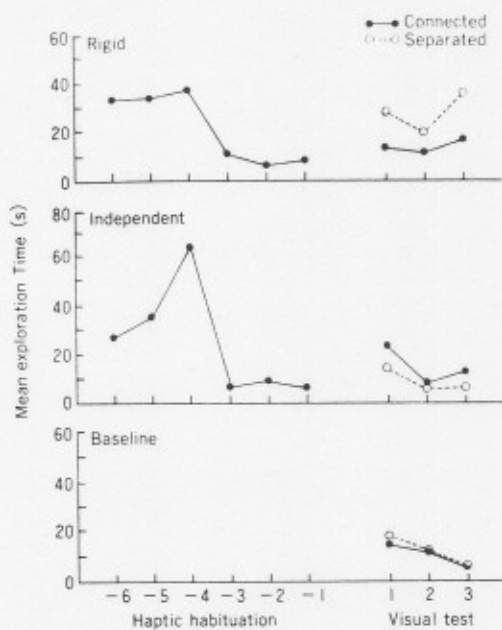 Connected
Separated
Rigid
60
40
20
0
Independent
80
60
40
20
0
Baseline
60
40
20
0
Mean exploration Time (s)
-6 -5 -4 -3 -2 -1 1 2 3
Haptic habituation Visual test